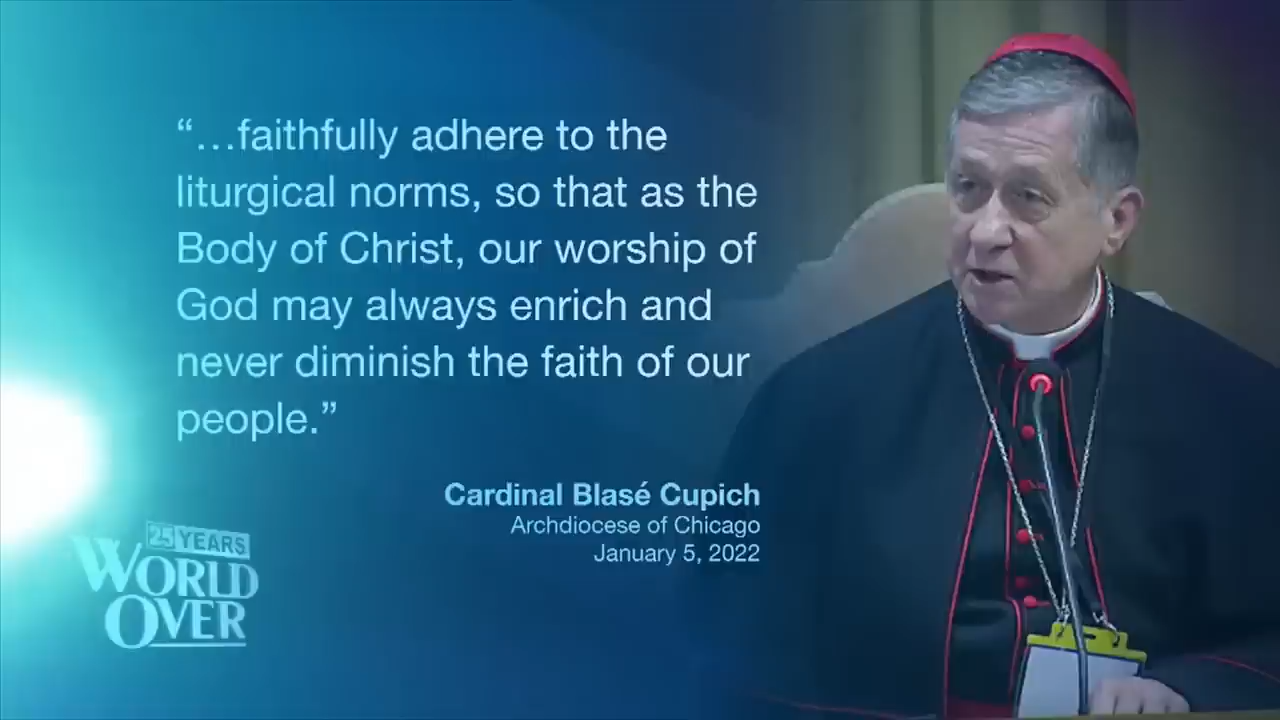 “…faithfully adhere to the
liturgical norms, so that as the
Body of Christ, our worship of
God may always enrich and
never diminish the faith of our
people.”
Cardinal Blasé Cupich
Archdiocese of Chicago
January 5, 2022
25 YEARS
WORLD
OVER